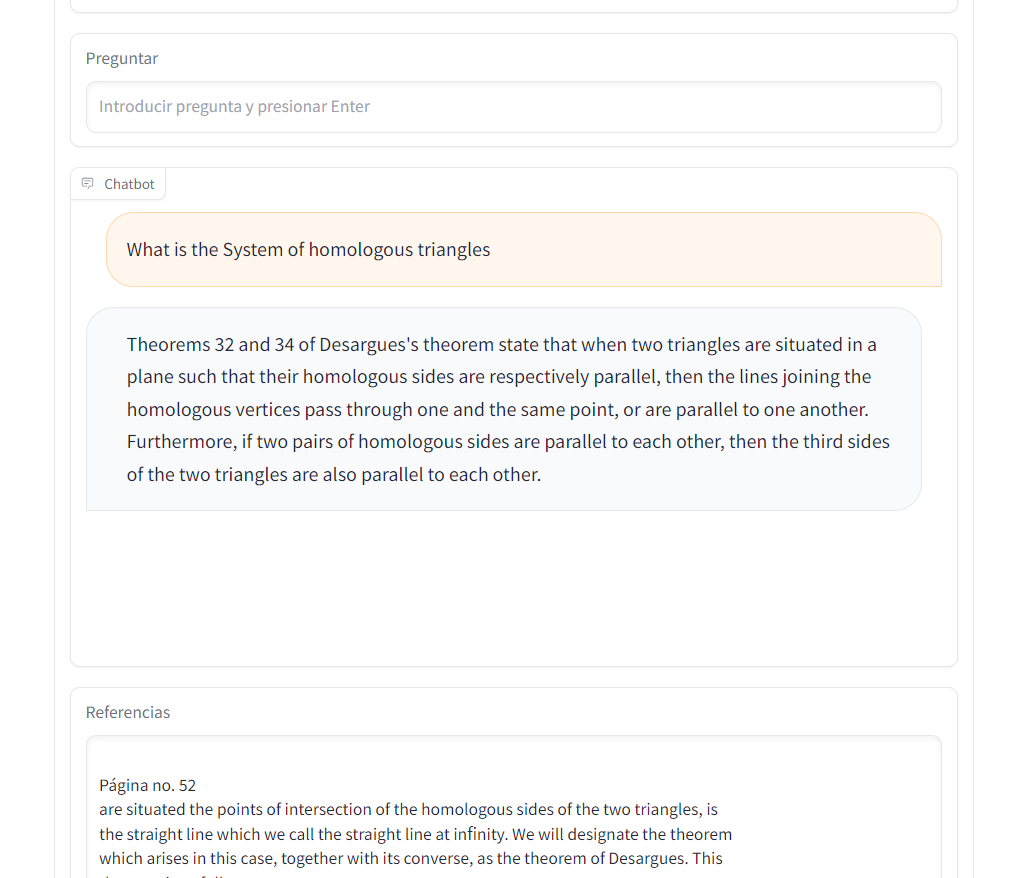 Preguntar
Introducir pregunta y presionar Enter
Chatbot
What is the System of homologous triangles
Theorems 32 and 34 of Desargues's theorem state that when two triangles are situated in a
plane such that their homologous sides are respectively parallel, then the lines joining the
homologous vertices pass through one and the same point, or are parallel to one another.
Furthermore, if two pairs of homologous sides are parallel to each other, then the third sides
of the two triangles are also parallel to each other.
Referencias
Página no. 52
are situated the points of intersection of the homologous sides of the two triangles, is
the straight line which we call the straight line at infinity. We will designate the theorem
which arises in this case, together with its converse, as the theorem of Desargues. This